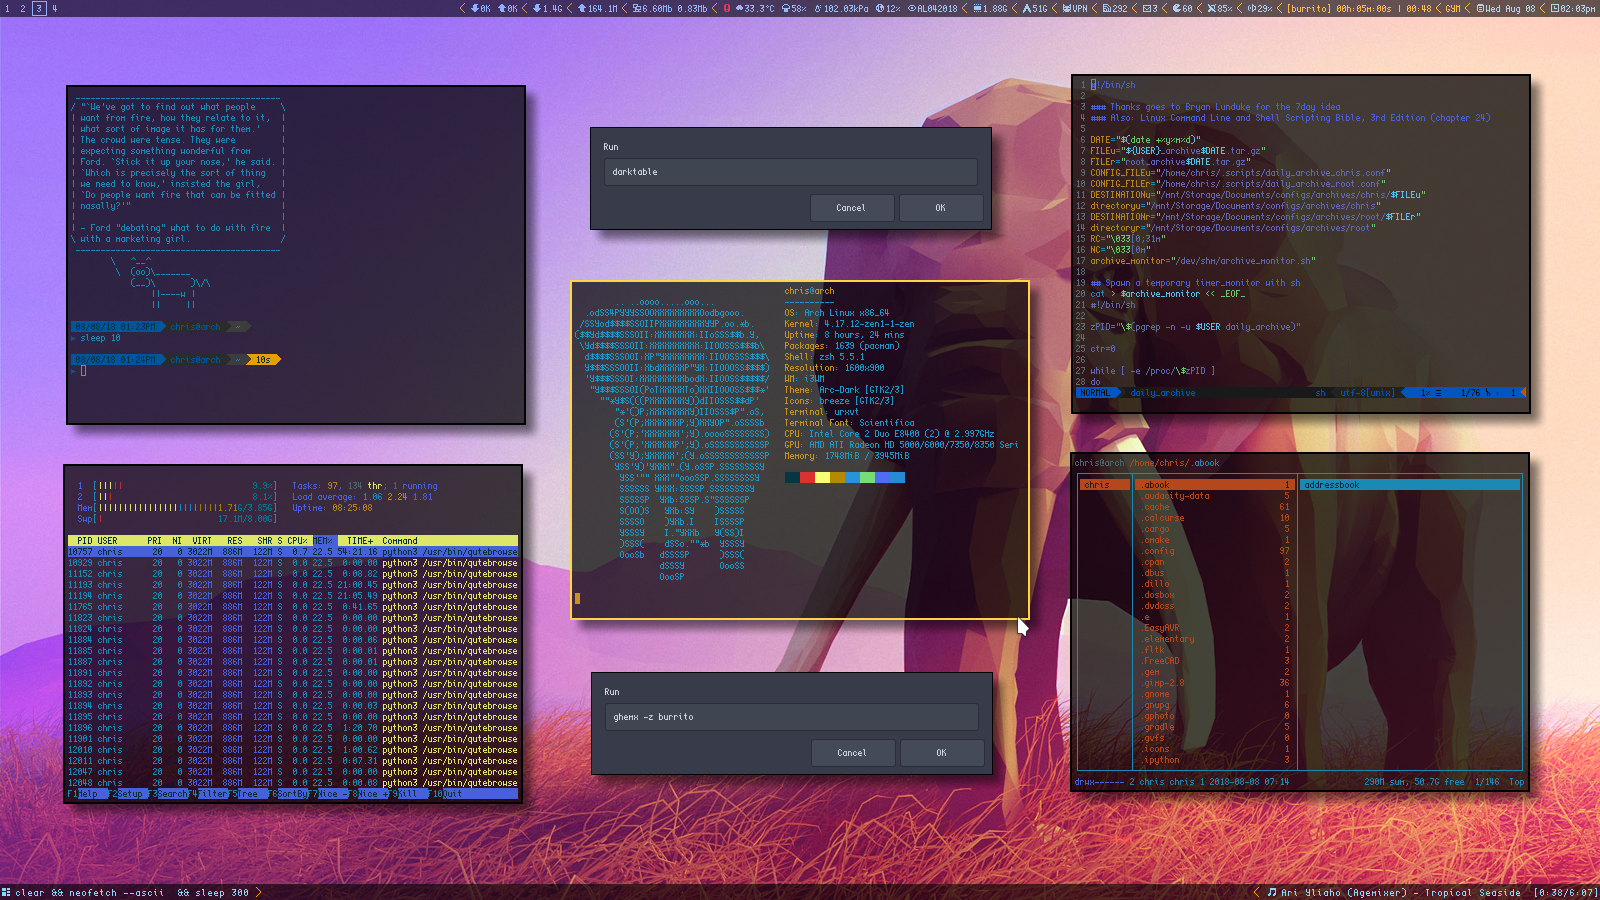 1 2 3 4
0K 0K 1.4G 164.1M 6.60Mb 0.83Mb 33.3°C 58% 102.03kPa 12% AL042018 1.88G 51G VPN 292 3 60 85% 29% [burrito] 00h:05m:00s | 00:48 GYM Wed Aug 08 02:03pm
/ "`We've got to find out what people \
| want from fire, how they relate to it, |
| what sort of image it has for them.' |
| The crowd were tense. They were |
| expecting something wonderful from |
| Ford. `Stick it up your nose,' he said. |
| `Which is precisely the sort of thing |
| we need to know,' insisted the girl, |
| `Do people want fire that can be fitted |
| nasally?'" |
| |
| - Ford "debating" what to do with fire |
\ with a marketing girl. /
\ ^__^
\ (oo)\_______
(__)\ )\/\
||----w |
|| ||
08/08/18 01:23PM chris@arch ~
sleep 10
08/08/18 01:24PM chris@arch ~ 10s
1 [|||||| 9.9%] Tasks: 97, 134 thr; 1 running
2 [||| 8.1%] Load average: 1.06 2.24 1.81
Mem[ 1.71G/3.85G] Uptime: 08:25:08
Swp[| 17.1M/8.00G]
PID USER PRI NI VIRT RES SHR S CPU% MEM% TIME+ Command
10757 chris 20 0 3022M 886M 122M S 0.7 22.5 54:21.16 python3 /usr/bin/qutebrowse
10929 chris 20 0 3022M 886M 122M S 0.0 22.5 0:00.00 python3 /usr/bin/qutebrowse
11152 chris 20 0 3022M 886M 122M S 0.0 22.5 0:08.82 python3 /usr/bin/qutebrowse
11193 chris 20 0 3022M 886M 122M S 0.0 22.5 21:00.45 python3 /usr/bin/qutebrowse
11194 chris 20 0 3022M 886M 122M S 0.0 22.5 21:05.49 python3 /usr/bin/qutebrowse
11765 chris 20 0 3022M 886M 122M S 0.0 22.5 0:41.65 python3 /usr/bin/qutebrowse
11823 chris 20 0 3022M 886M 122M S 0.0 22.5 0:00.00 python3 /usr/bin/qutebrowse
11824 chris 20 0 3022M 886M 122M S 0.0 22.5 0:00.00 python3 /usr/bin/qutebrowse
11884 chris 20 0 3022M 886M 122M S 0.0 22.5 0:00.06 python3 /usr/bin/qutebrowse
11885 chris 20 0 3022M 886M 122M S 0.0 22.5 0:00.01 python3 /usr/bin/qutebrowse
11887 chris 20 0 3022M 886M 122M S 0.0 22.5 0:00.01 python3 /usr/bin/qutebrowse
11891 chris 20 0 3022M 886M 122M S 0.0 22.5 0:00.00 python3 /usr/bin/qutebrowse
11892 chris 20 0 3022M 886M 122M S 0.0 22.5 0:00.00 python3 /usr/bin/qutebrowse
11893 chris 20 0 3022M 886M 122M S 0.0 22.5 0:00.00 python3 /usr/bin/qutebrowse
11894 chris 20 0 3022M 886M 122M S 0.0 22.5 0:00.03 python3 /usr/bin/qutebrowse
11895 chris 20 0 3022M 886M 122M S 0.0 22.5 0:00.00 python3 /usr/bin/qutebrowse
11896 chris 20 0 3022M 886M 122M S 0.0 22.5 1:20.70 python3 /usr/bin/qutebrowse
11901 chris 20 0 3022M 886M 122M S 0.0 22.5 0:00.00 python3 /usr/bin/qutebrowse
12010 chris 20 0 3022M 886M 122M S 0.0 22.5 1:00.62 python3 /usr/bin/qutebrowse
12011 chris 20 0 3022M 886M 122M S 0.0 22.5 0:07.31 python3 /usr/bin/qutebrowse
12047 chris 20 0 3022M 886M 122M S 0.0 22.5 0:00.00 python3 /usr/bin/qutebrowse
12048 chris 20 0 3022M 886M 122M S 0.0 22.5 0:00.08 python3 /usr/bin/qutebrowse
F1Help F2Setup F3Search F4Filter F5Tree F6SortBy F7Nice - F8Nice + F9Kill F10Quit
Run
darktable
Cancel OK
chris@arch
----------
OS: Arch Linux x86_64
Kernel: 4.17.12-zen1-1-zen
Uptime: 8 hours, 24 mins
Packages: 1639 (pacman)
Shell: zsh 5.5.1
Resolution: 1600x900
WM: i3WM
Theme: Arc-Dark [GTK2/3]
Icons: breeze [GTK2/3]
Terminal: urxvt
Terminal Font: Scientifica
CPU: Intel Core 2 Duo E8400 (2) @ 2.997GHz
GPU: AMD ATI Radeon HD 5000/6000/7350/8350 Seri
Memory: 1748MiB / 3945MiB
Run
ghemx -z burrito
Cancel OK
1 #!/bin/sh
2
3 ### Thanks goes to Bryan Lunduke for the 7day idea
4 ### Also: Linux Command Line and Shell Scripting Bible, 3rd Edition (chapter 24)
5
6 DATE="$(date +%y%m%d)"
7 FILEu="${USER}_archive$DATE.tar.gz"
8 FILEr="root_archive$DATE.tar.gz"
9 CONFIG_FILEu="/home/chris/.scripts/daily_archive_chris.conf"
10 CONFIG_FILEr="/home/chris/.scripts/daily_archive_root.conf"
11 DESTINATIONu="/mnt/Storage/Documents/configs/archives/chris/$FILEu"
12 directoryu="/mnt/Storage/Documents/configs/archives/chris"
13 DESTINATIONr="/mnt/Storage/Documents/configs/archives/root/$FILEr"
14 directoryr="/mnt/Storage/Documents/configs/archives/root"
15 RC="\033[0;31m"
16 NC="\033[0m"
17 archive_monitor="/dev/shm/archive_monitor.sh"
18
19 ## Spawn a temporary timer_monitor with sh
20 cat > $archive_monitor << _EOF_
21 #!/bin/sh
22
23 zPID="\$(pgrep -n -u $USER daily_archive)"
24
25 ctr=0
26
27 while [ -e /proc/\$zPID ]
28 do
NORMAL daily_archive sh utf-8[unix] 1% ☰ 1/76 : 1
chris@arch /home/chris/.abook
chris .abook 1 addressbook
.audacity-data 5
.cache 61
.calcurse 10
.cargo 5
.cmake 1
.config 97
.cpan 2
.dbus 1
.dillo 1
.dosbox 2
.dvdcss 2
.e 1
.EasyAVR 2
.elementary 2
.fltk 1
.FreeCAD 3
.gem 2
.gimp-2.8 36
.gnome 1
.gnupg 6
.gphoto 0
.gradle 5
.gvfs 0
.icons 1
.ipython 3
drwx------ 2 chris chris 1 2018-08-08 07:14 290M sum, 50.7G free 1/146 Top
clear && neofetch --ascii && sleep 300
Ari Yliaho (Agemixer) - Tropical Seaside [0:38/6:07]